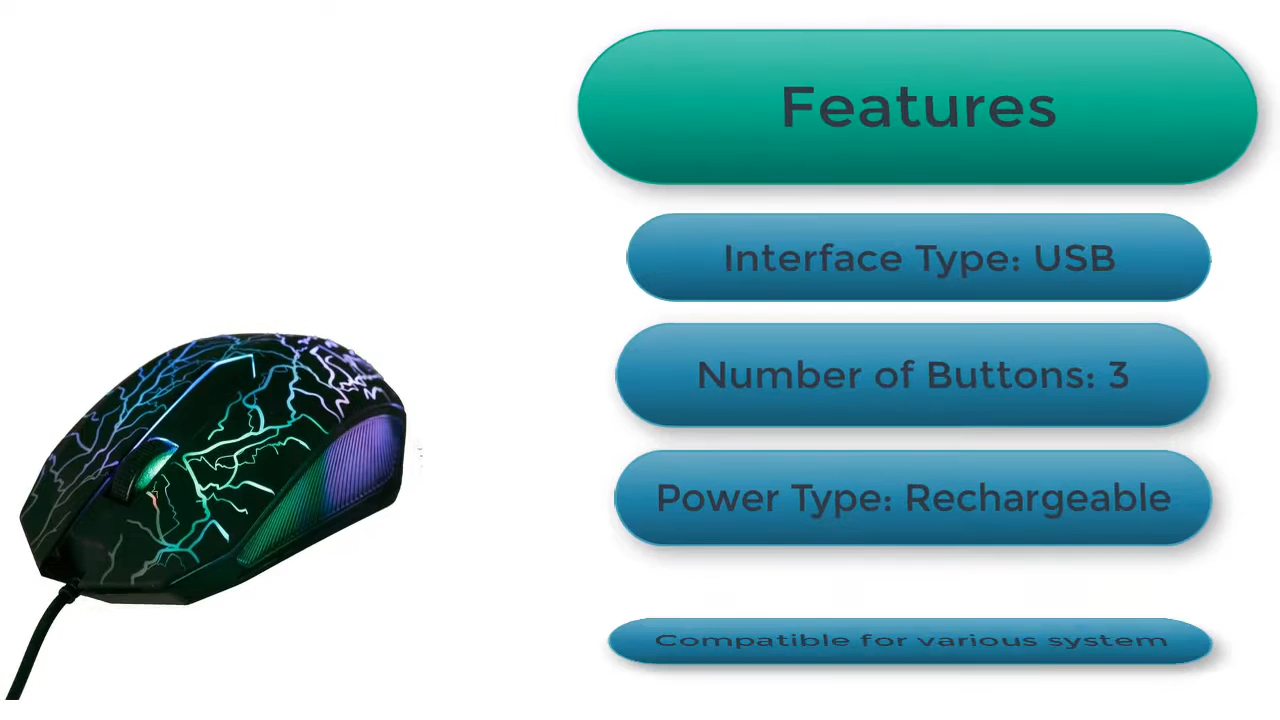 Features
Interface Type: USB
Number of Buttons: 3
Power Type: Rechargeable
Compatible for various system